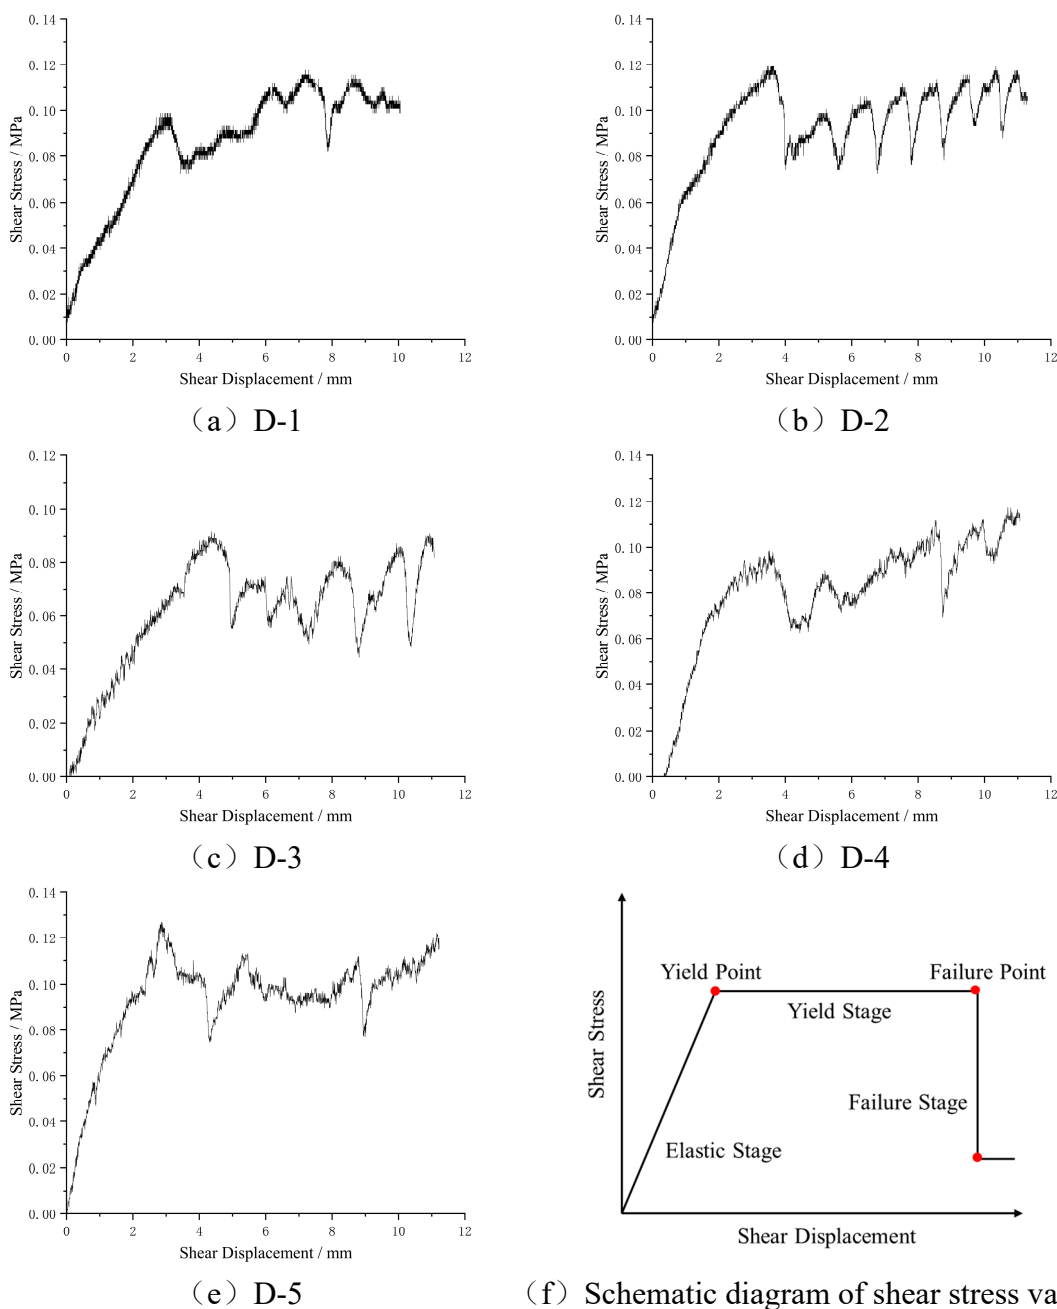 0.14
0.12
0.10
0.08
0.06
0.04
0.02
0.00
Shear Stress / MPa
0 2 4 6 8 10 12
Shear Displacement / mm
（a）D-1
0.14
0.12
0.10
0.08
0.06
0.04
0.02
0.00
Shear Stress / MPa
0 2 4 6 8 10 12
Shear Displacement / mm
（b）D-2
0.12
0.10
0.08
0.06
0.04
0.02
0.00
Shear Stress / MPa
0 2 4 6 8 10 12
Shear Displacement / mm
（c）D-3
0.14
0.12
0.10
0.08
0.06
0.04
0.02
0.00
Shear Stress / MPa
0 2 4 6 8 10 12
Shear Displacement / mm
（d）D-4
0.14
0.12
0.10
0.08
0.06
0.04
0.02
0.00
Shear Stress / MPa
0 2 4 6 8 10 12
Shear Displacement / mm
（e）D-5
Yield Point
Failure Point
Yield Stage
Shear Stress
Failure Stage
Elastic Stage
Shear Displacement
（f）Schematic diagram of shear stress va